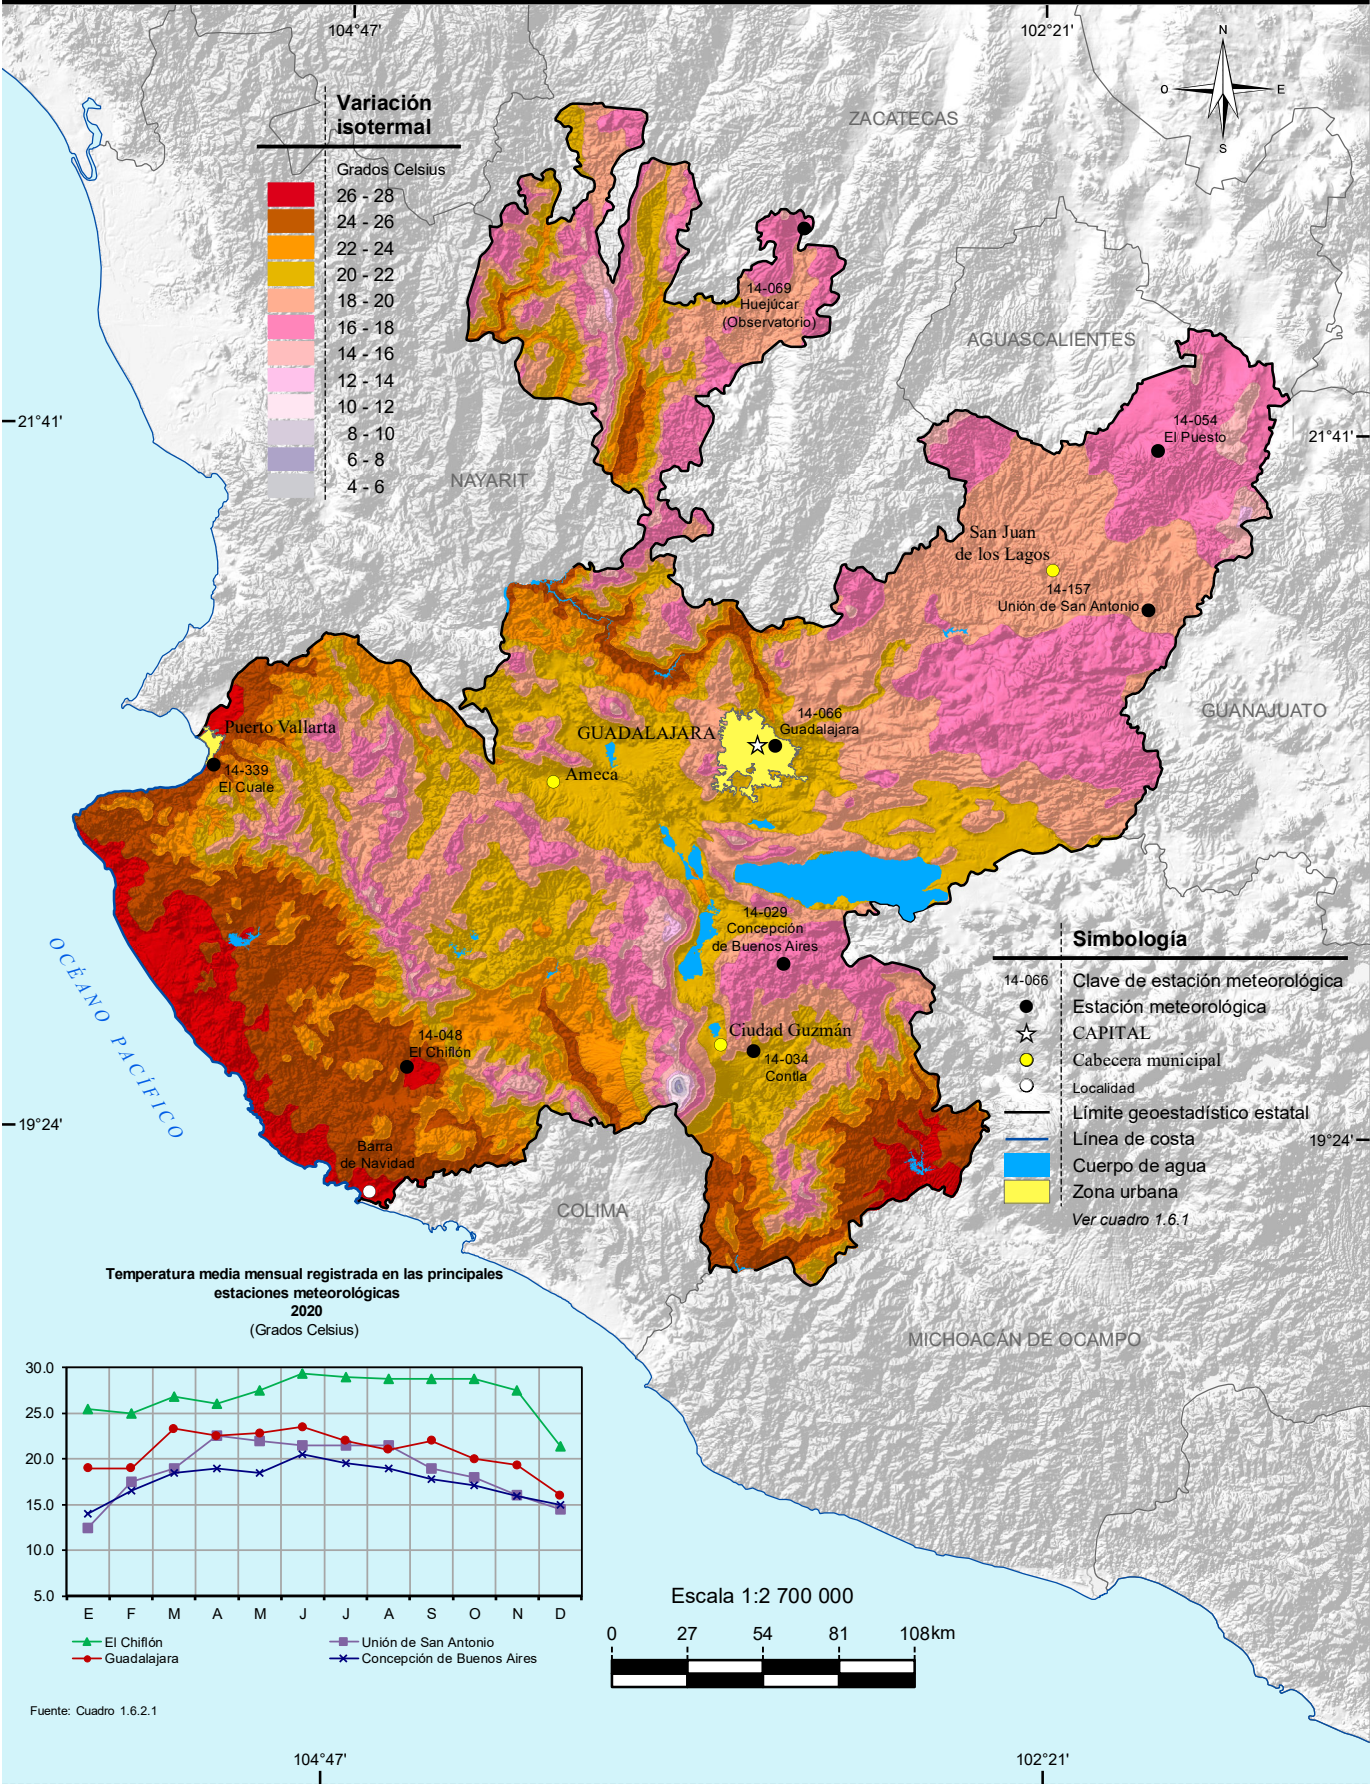 104°47'
102°21'
N
O
E
S
Variación
isotermal
Grados Celsius
26 - 28
24 - 26
22 - 24
20 - 22
18 - 20
16 - 18
14 - 16
12 - 14
10 - 12
8 - 10
6 - 8
4 - 6
ZACATECAS
14-069
Huejúcar
(Observatorio)
AGUASCALIENTES
21°41'
21°41'
14-054
El Puesto
NAYARIT
San Juan
de los Lagos
14-157
Unión de San Antonio
GUANAJUATO
Puerto Vallarta
14-339
El Cuale
GUADALAJARA
14-066
Guadalajara
Ameca
14-029
Concepción
de Buenos Aires
OCÉANO PACÍFICO
14-048
El Chiflón
Ciudad Guzmán
14-034
Contla
19°24'
19°24'
Barra
de Navidad
COLIMA
MICHOACÁN DE OCAMPO
Simbología
14-066 Clave de estación meteorológica
Estación meteorológica
CAPITAL
Cabecera municipal
Localidad
Límite geoestadístico estatal
Línea de costa
Cuerpo de agua
Zona urbana
Ver cuadro 1.6.1
Temperatura media mensual registrada en las principales
estaciones meteorológicas
2020
(Grados Celsius)
30.0
25.0
20.0
15.0
10.0
5.0
E F M A M J J A S O N D
El Chiflón
Unión de San Antonio
Guadalajara
Concepción de Buenos Aires
Escala 1:2 700 000
0 27 54 81 108km
Fuente: Cuadro 1.6.2.1
104°47'
102°21'